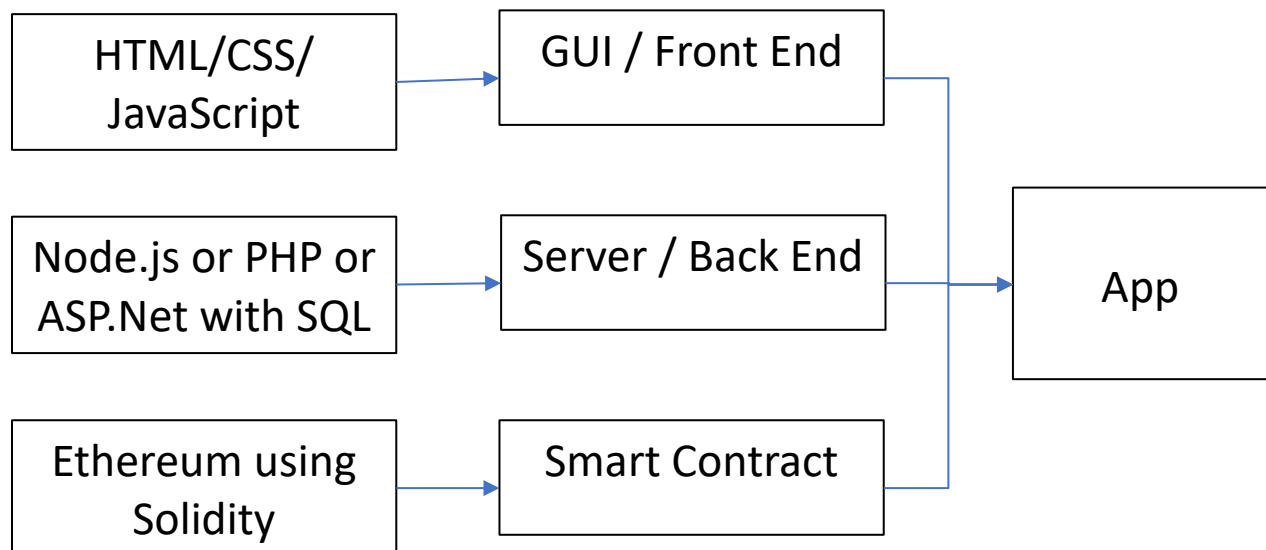 HTML/CSS/
JavaScript
GUI / Front End
Node.js or PHP or
ASP.Net with SQL
Server / Back End
App
Ethereum using
Solidity
Smart Contract